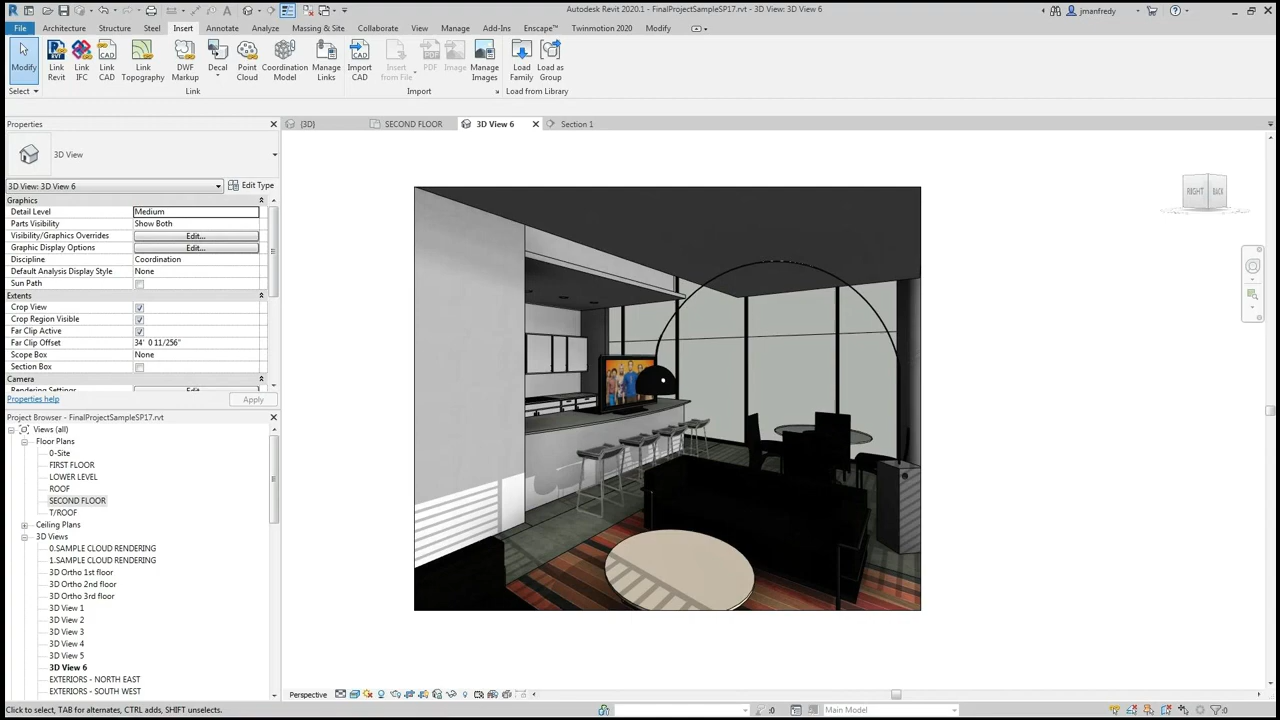 Autodesk Revit 2020.1 - FinalProjectSampleSP17.rvt - 3D View: 3D View 6
jmanfredy
File Architecture Structure Steel Insert Annotate Analyze Massing & Site Collaborate View Manage Add-Ins Enscape™ Twinmotion 2020 Modify
Modify
Link Revit
Link IFC
Link CAD
Link Topography
DWF Markup
Decal
Point Cloud
Coordination Model
Manage Links
Import CAD
Insert from File
PDF
Image
Manage Images
Load Family
Load as Group
Select
Link
Import
Load from Library
Properties
(3D)
SECOND FLOOR
3D View 6
Section 1
3D View
3D View: 3D View 6
Edit Type
Graphics
Detail Level Medium
Parts Visibility Show Both
Visibility/Graphics Overrides Edit...
Graphic Display Options Edit...
Discipline Coordination
Default Analysis Display Style None
Sun Path
Extents
Crop View
Crop Region Visible
Far Clip Active
Far Clip Offset 34' 0 11/256"
Scope Box None
Section Box
Camera
Rendering Settings Edit...
Properties help
Apply
Project Browser - FinalProjectSampleSP17.rvt
Views (all)
Floor Plans
0-Site
FIRST FLOOR
LOWER LEVEL
ROOF
SECOND FLOOR
T/ROOF
Ceiling Plans
3D Views
0.SAMPLE CLOUD RENDERING
1.SAMPLE CLOUD RENDERING
3D Ortho 1st floor
3D Ortho 2nd floor
3D Ortho 3rd floor
3D View 1
3D View 2
3D View 3
3D View 4
3D View 5
3D View 6
EXTERIORS - NORTH EAST
EXTERIORS - SOUTH WEST
RIGHT
BACK
Perspective
Click to select, TAB for alternates, CTRL adds, SHIFT unselects.
:0
Main Model
:0